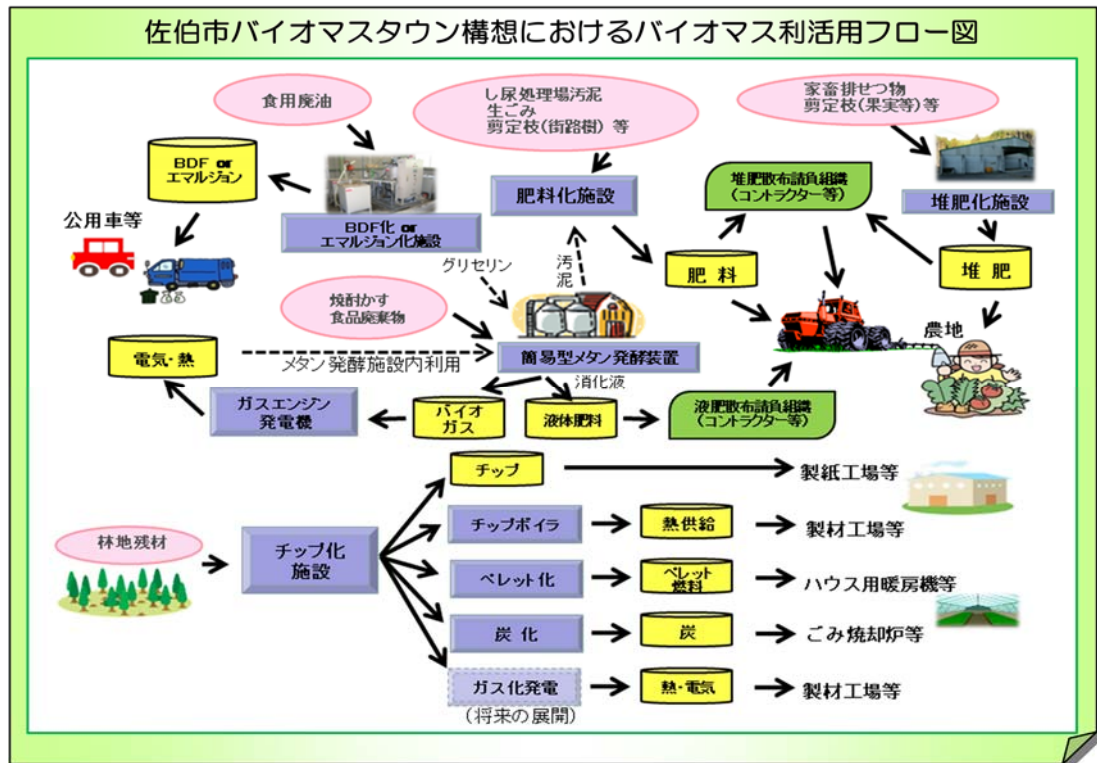 佐伯市バイオマスタウン構想におけるバイオマス利活用フロー図
食用廃油
し尿処理場汚泥
生ごみ
剪定枝(街路樹) 等
家畜排せつ物
剪定枝(果実等)等
BDF or
エマルジョン
BDF化 or
エマルジョン化施設
公用車等
肥料化施設
堆肥散布請負組織
(コントラクター等)
堆肥化施設
グリセリン
汚泥
肥 料
堆 肥
焼酎かす
食品廃棄物
農地
電気・熱
メタン発酵施設内利用
簡易型メタン発酵装置
消化液
ガスエンジン
発電機
バイオ
ガス
液体肥料
液肥散布請負組織
(コントラクター等)
チップ
製紙工場等
林地残材
チップ化
施設
チップボイラ
熱供給
製材工場等
ペレット化
ペレット
燃料
ハウス用暖房機等
炭 化
炭
ごみ焼却炉等
ガス化発電
(将来の展開)
熱・電気
製材工場等